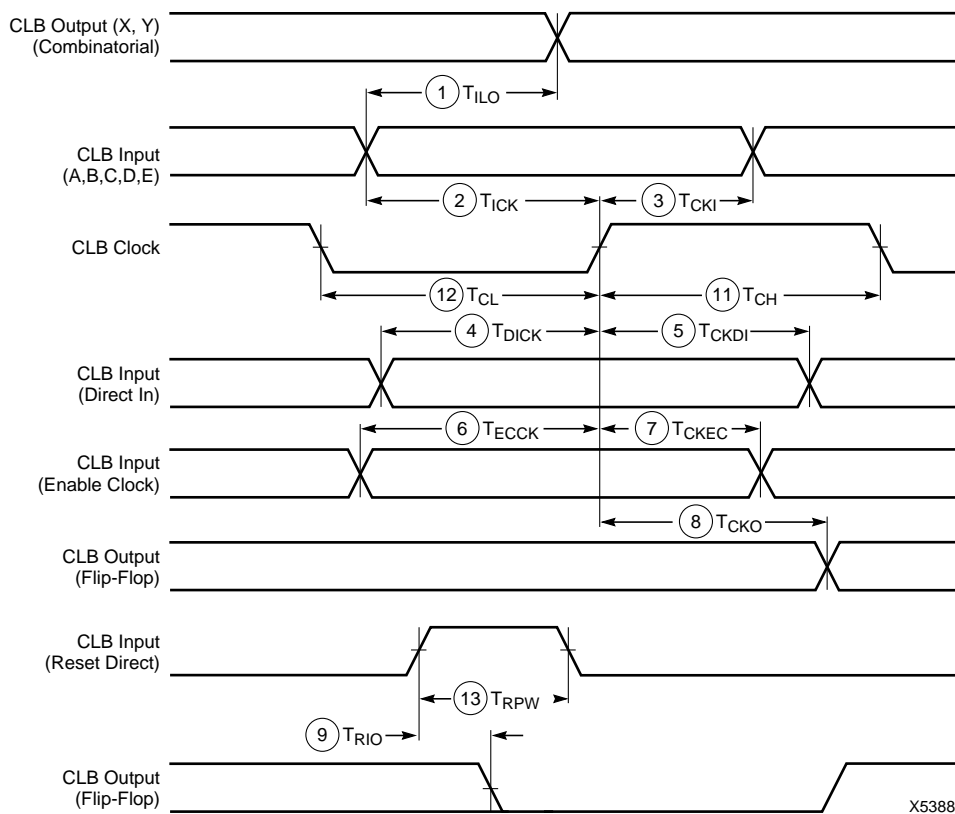 CLB Output (X, Y)
(Combinatorial)
1 TILO
CLB Input
(A,B,C,D,E)
2 TICK
3 TCKI
CLB Clock
12 TCL
11 TCH
4 TDICK
5 TCKDI
CLB Input
(Direct In)
6 TECCK
7 TCKEC
CLB Input
(Enable Clock)
8 TCKO
CLB Output
(Flip-Flop)
CLB Input
(Reset Direct)
13 TRPW
9 TRIO
CLB Output
(Flip-Flop)
X5388